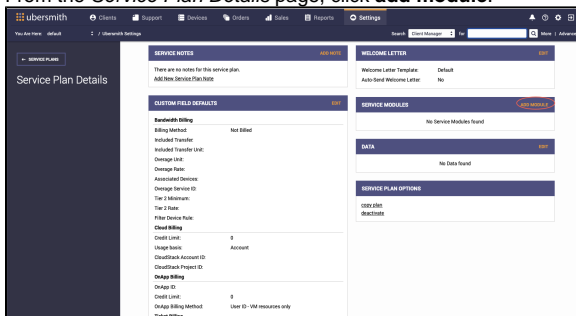 From the Service Plan Details page, click add module.
ubersmith
Clients
Support
Devices
Orders
Sales
Reports
Settings
You Are Here: default / Ubersmith Settings
Search Client Manager for
More | Advance
← SERVICE PLANS
Service Plan Details
SERVICE NOTES ADD NOTE
There are no notes for this service plan.
Add New Service Plan Note
CUSTOM FIELD DEFAULTS EDIT
Bandwidth Billing
Billing Method: Not Billed
Included Transfer:
Included Transfer Unit:
Overage Unit:
Overage Rate:
Associated Devices:
Overage Service ID:
Tier 2 Minimum:
Tier 2 Rate:
Filter Device Rule:
Cloud Billing
Credit Limit: 0
Usage basis: Account
CloudStack Account ID:
CloudStack Project ID:
OnApp Billing
OnApp ID:
Credit Limit: 0
OnApp Billing Method: User ID - VM resources only
Ticket Billing
WELCOME LETTER EDIT
Welcome Letter Template: Default
Auto-Send Welcome Letter: No
SERVICE MODULES ADD MODULE
No Service Modules found
DATA EDIT
No Data found
SERVICE PLAN OPTIONS
copy plan
deactivate